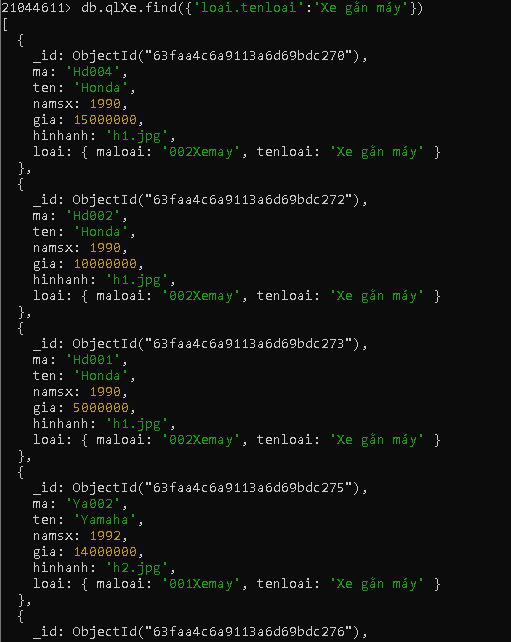 21044611> db.qlXe.find({'loai.tenloai':'Xe gắn máy'})
[
  {
    _id: ObjectId("63faa4c6a9113a6d69bdc270"),
    ma: 'Hd004',
    ten: 'Honda',
    namsx: 1990,
    gia: 15000000,
    hinhanh: 'h1.jpg',
    loai: { maloai: '002Xemay', tenloai: 'Xe gắn máy' }
  },
  {
    _id: ObjectId("63faa4c6a9113a6d69bdc272"),
    ma: 'Hd002',
    ten: 'Honda',
    namsx: 1990,
    gia: 10000000,
    hinhanh: 'h1.jpg',
    loai: { maloai: '002Xemay', tenloai: 'Xe gắn máy' }
  },
  {
    _id: ObjectId("63faa4c6a9113a6d69bdc273"),
    ma: 'Hd001',
    ten: 'Honda',
    namsx: 1990,
    gia: 5000000,
    hinhanh: 'h1.jpg',
    loai: { maloai: '002Xemay', tenloai: 'Xe gắn máy' }
  },
  {
    _id: ObjectId("63faa4c6a9113a6d69bdc275"),
    ma: 'Ya002',
    ten: 'Yamaha',
    namsx: 1992,
    gia: 14000000,
    hinhanh: 'h2.jpg',
    loai: { maloai: '001Xemay', tenloai: 'Xe gắn máy' }
  },
  {
    _id: ObjectId("63faa4c6a9113a6d69bdc276"),